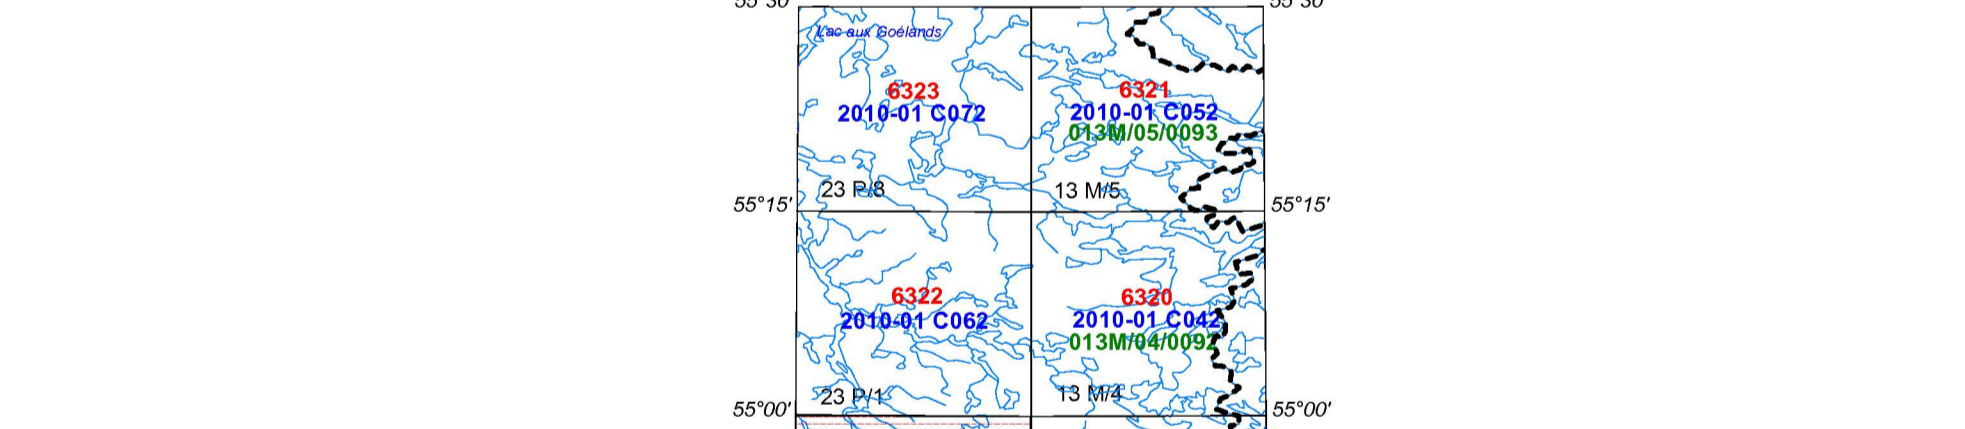 55°30'
55°30'
Lac aux Goélands
6323
2010-01 C072
6321
2010-01 C052
013M/05/0093
23 P/8
13 M/5
55°15'
55°15'
6322
2010-01 C062
6320
2010-01 C042
013M/04/0092
23 P/1
13 M/4
55°00'
55°00'